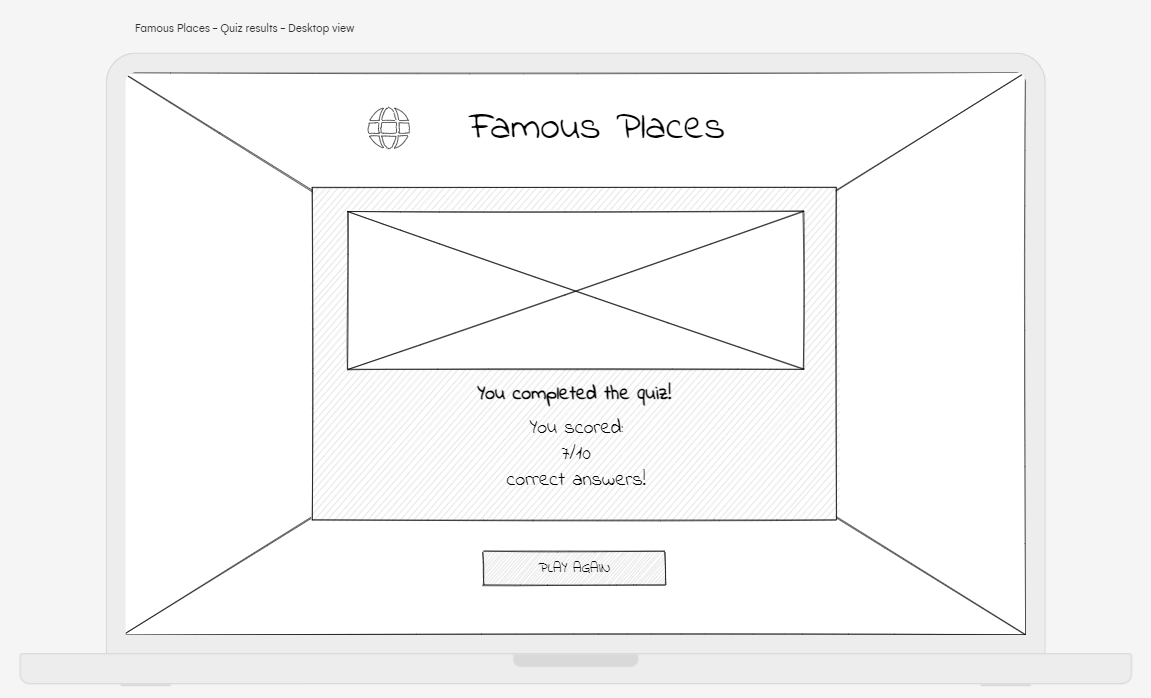 Famous Places - Quiz results - Desktop view
Famous Places
You completed the quiz!
You scored:
7/10
correct answers!
PLAY AGAIN